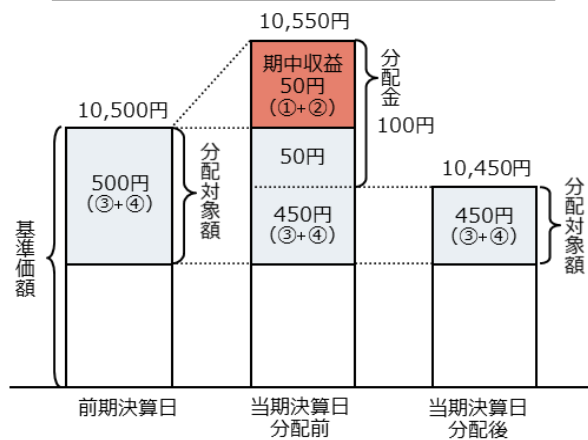 10,550円
期中収益
50円
(①+②)
分配金
100円
10,500円
500円
(③+④)
分配対象額
50円
450円
(③+④)
10,450円
450円
(③+④)
分配対象額
基準価額
前期決算日
当期決算日
分配前
当期決算日
分配後